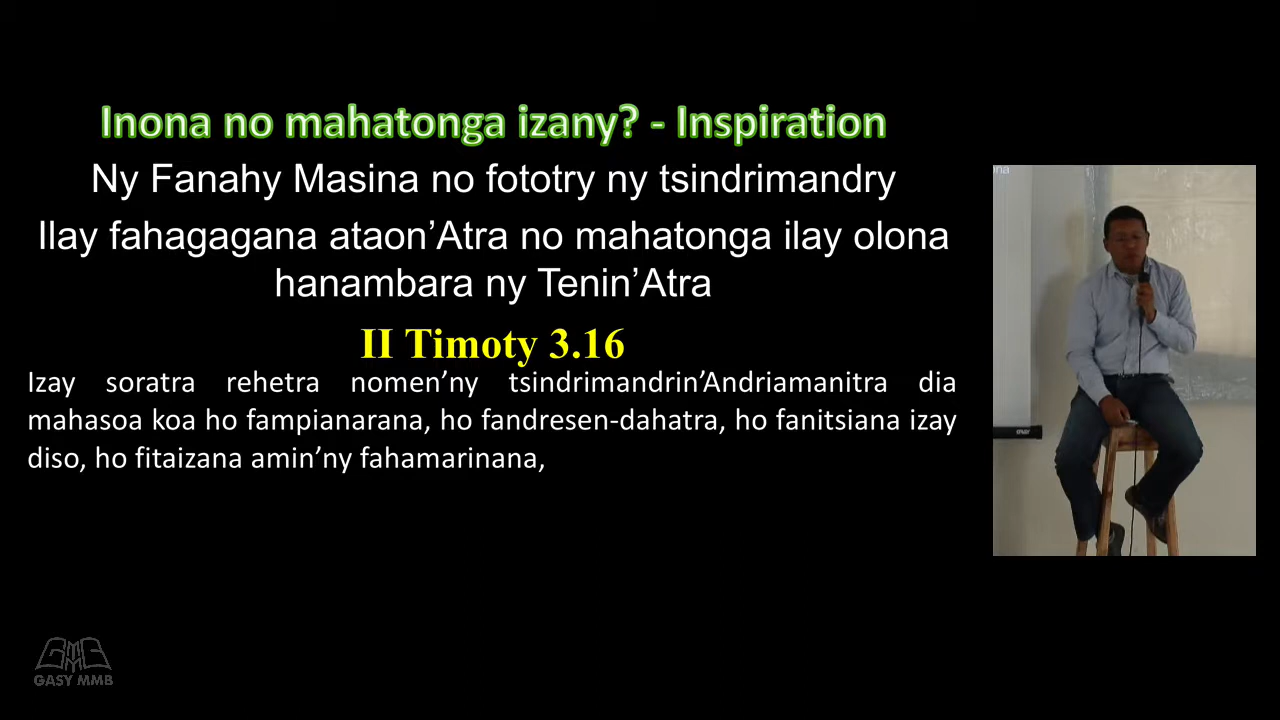 Inona no mahatonga izany? - Inspiration
Ny Fanahy Masina no fototry ny tsindrimandry
Ilay fahagagana ataon’Atra no mahatonga ilay olona
hanambara ny Tenin’Atra
II Timoty 3.16
Izay soratra rehetra nomen’ny tsindrimandrin’Andriamanitra dia
mahasoa koa ho fampianarana, ho fandresen-dahatra, ho fanitsiana izay
diso, ho fitaizana amin’ny fahamarinana,
GASY MMB